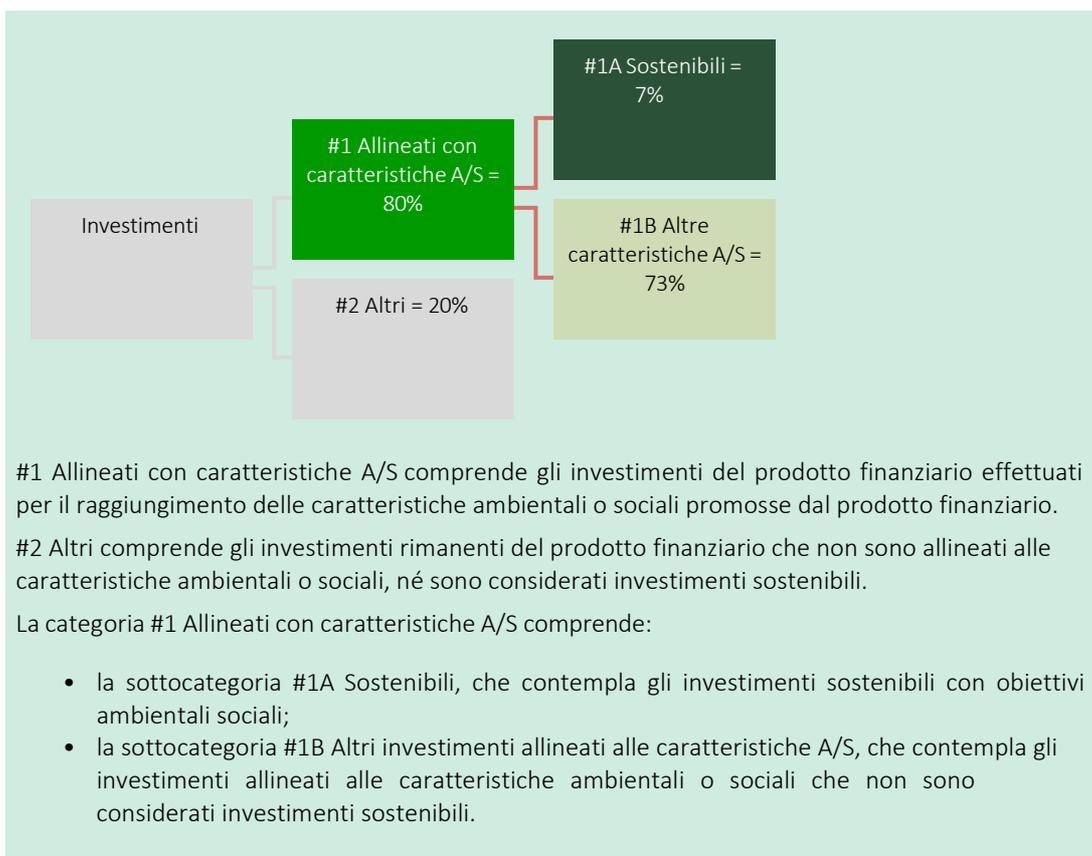 #1A Sostenibili =
7%
#1 Allineati con
caratteristiche A/S =
80%
Investimenti
#1B Altre
caratteristiche A/S =
73%
#2 Altri = 20%
#1 Allineati con caratteristiche A/S comprende gli investimenti del prodotto finanziario effettuati
per il raggiungimento delle caratteristiche ambientali o sociali promosse dal prodotto finanziario.
#2 Altri comprende gli investimenti rimanenti del prodotto finanziario che non sono allineati alle
caratteristiche ambientali o sociali, né sono considerati investimenti sostenibili.
La categoria #1 Allineati con caratteristiche A/S comprende:
• la sottocategoria #1A Sostenibili, che contempla gli investimenti sostenibili con obiettivi
ambientali sociali;
• la sottocategoria #1B Altri investimenti allineati alle caratteristiche A/S, che contempla gli
investimenti allineati alle caratteristiche ambientali o sociali che non sono
considerati investimenti sostenibili.